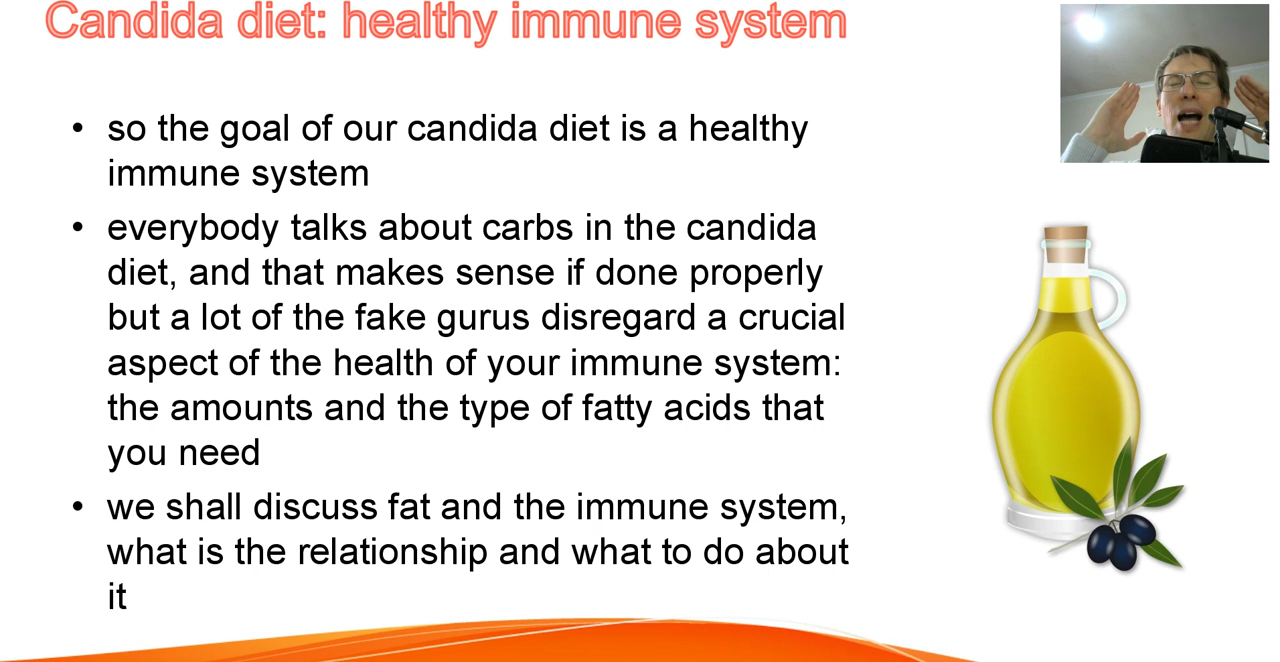 Candida diet: healthy immune system
• so the goal of our candida diet is a healthy
immune system
• everybody talks about carbs in the candida
diet, and that makes sense if done properly
but a lot of the fake gurus disregard a crucial
aspect of the health of your immune system:
the amounts and the type of fatty acids that
you need
• we shall discuss fat and the immune system,
what is the relationship and what to do about
it